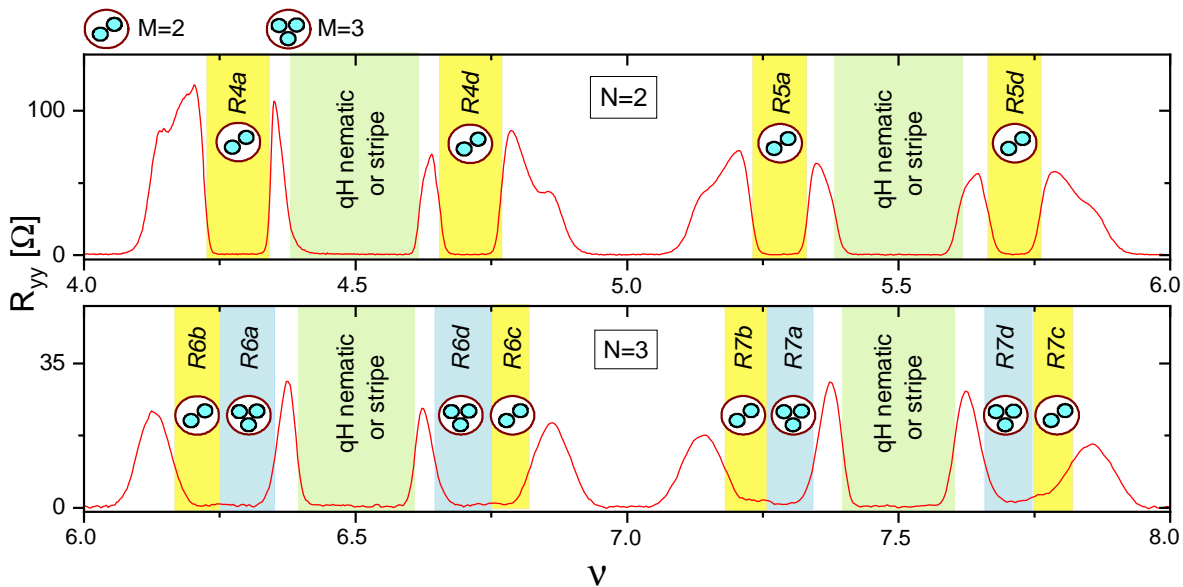 M=2 M=3
R4a qH nematic or stripe R4d N=2 R5a qH nematic or stripe R5d
100
0
4.0 4.5 5.0 5.5 6.0
R6b R6a qH nematic or stripe R6d R6c N=3 R7b R7a qH nematic or stripe R7d R7c
35
0
6.0 6.5 7.0 7.5 8.0
Ryy [Ω]
ν